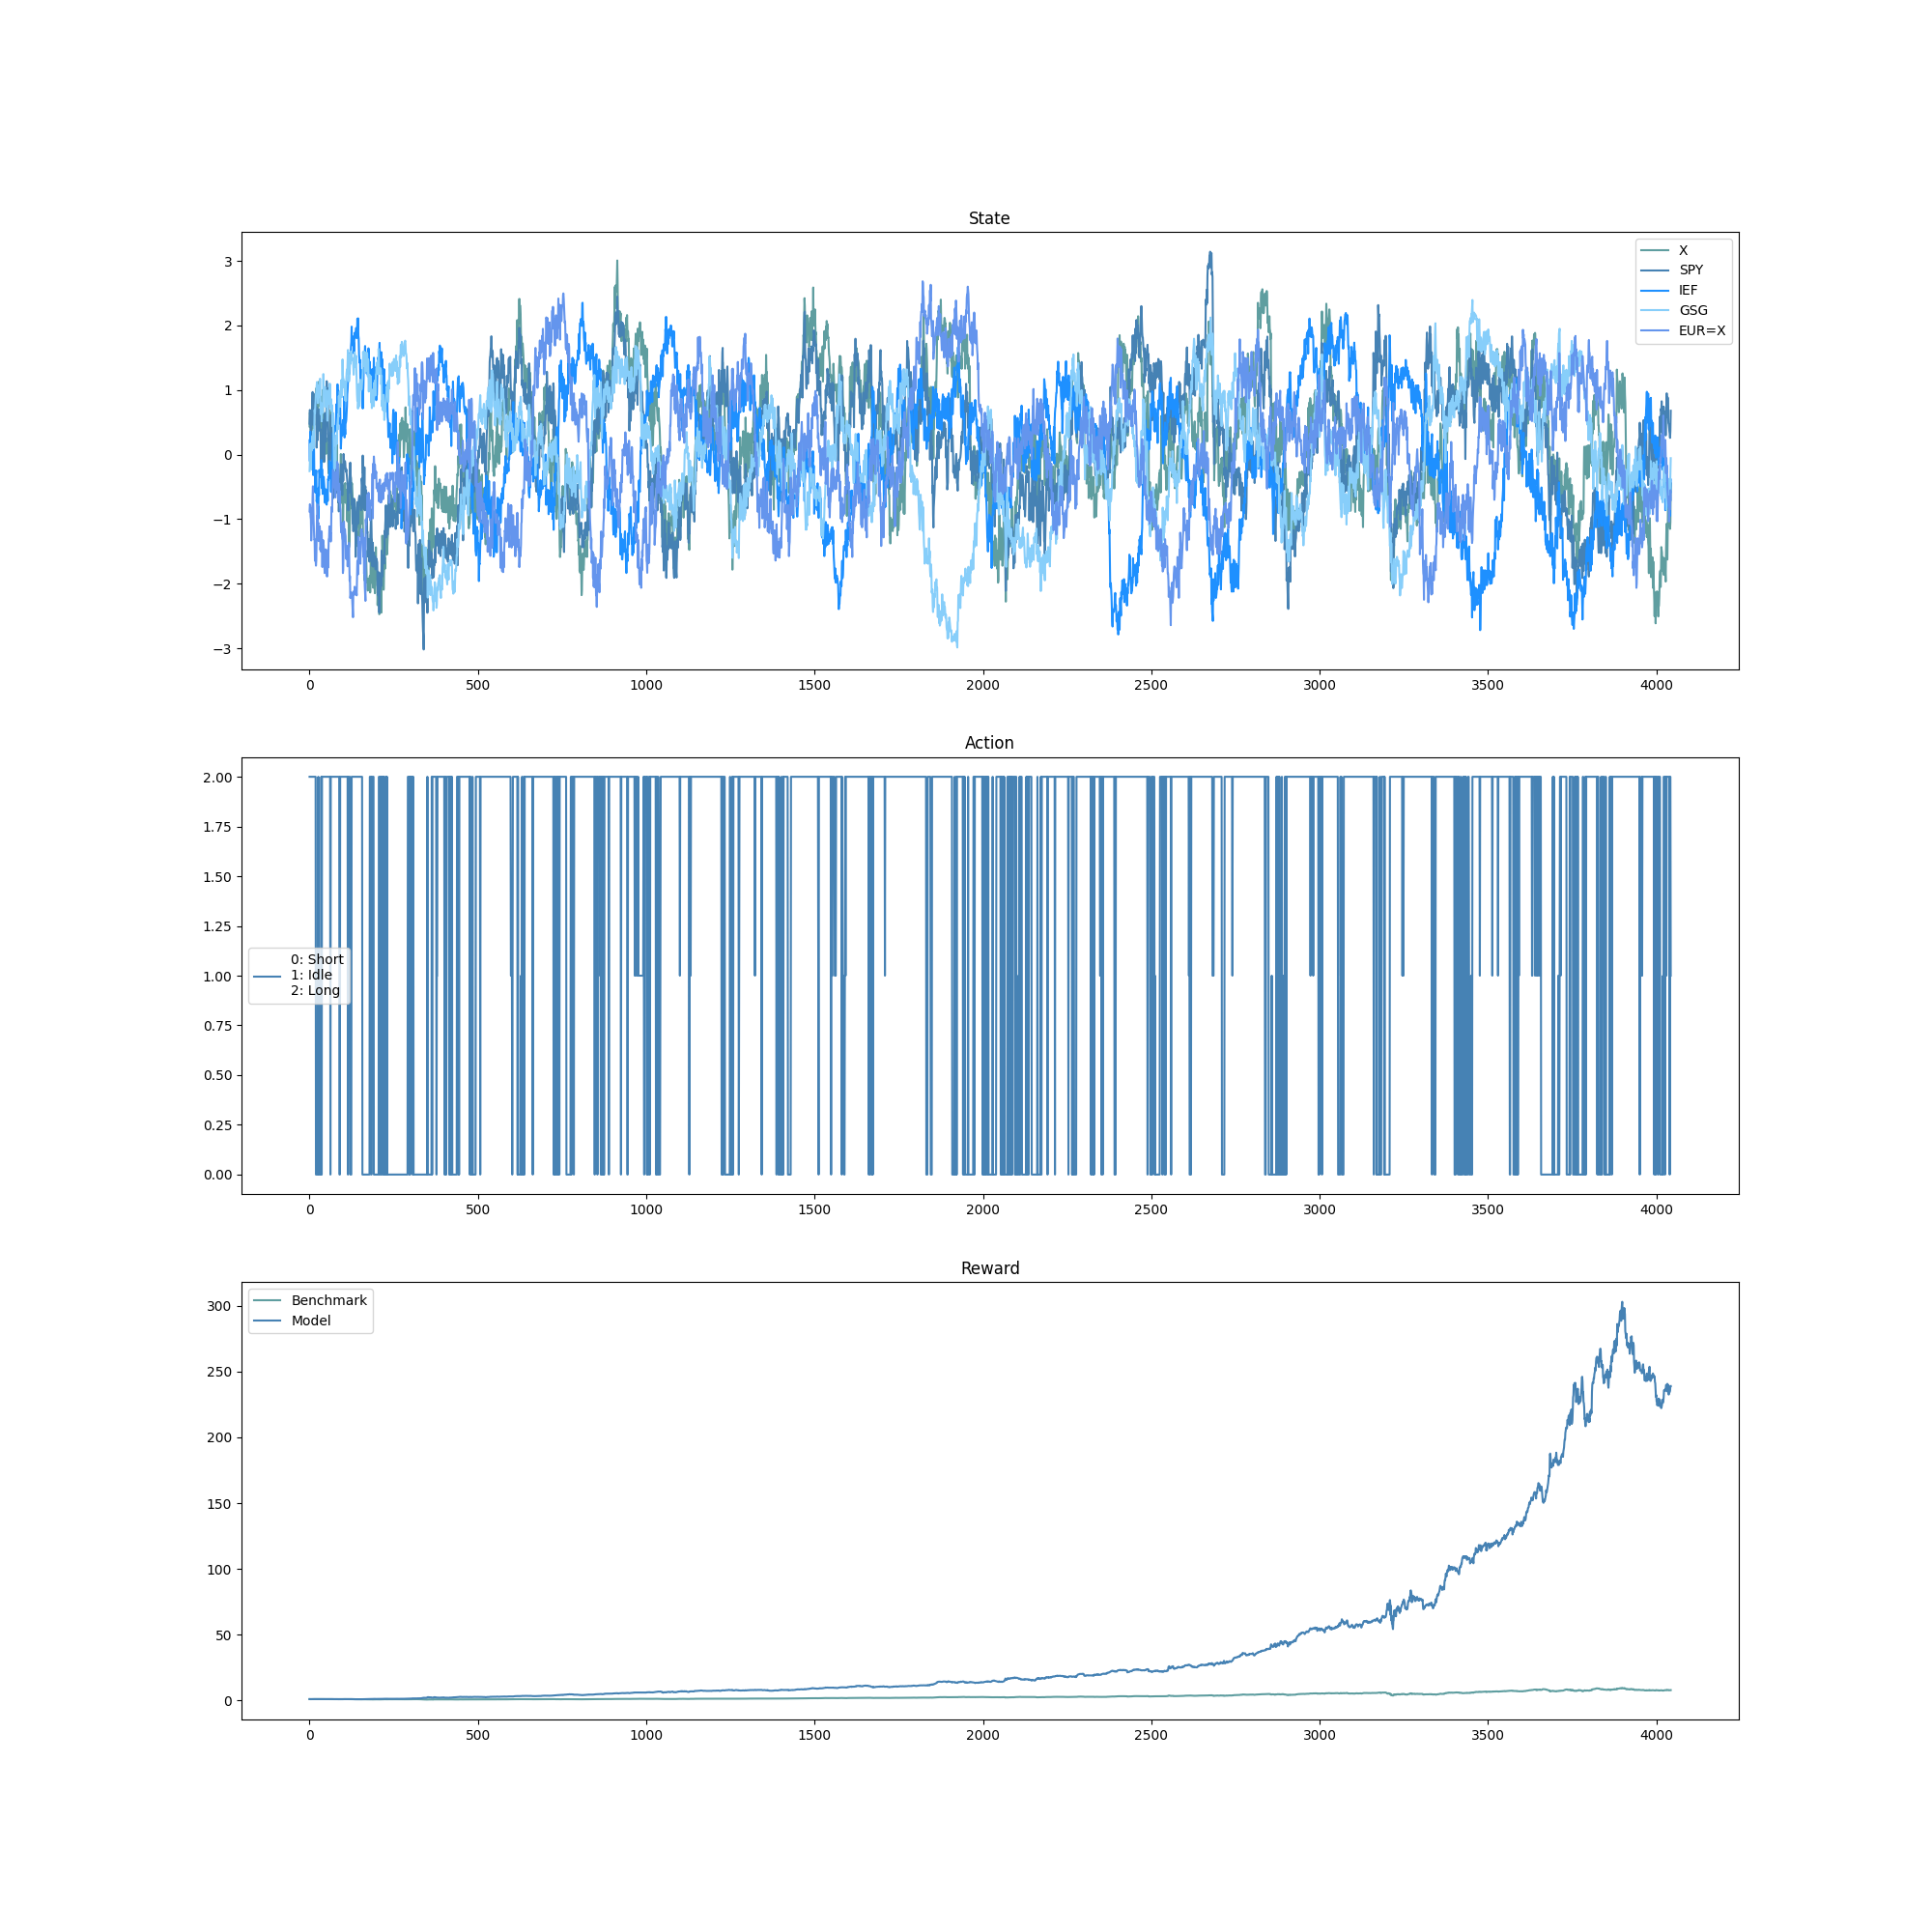 State
3
2
1
0
−1
−2
−3
X
SPY
IEF
GSG
EUR=X
0 500 1000 1500 2000 2500 3000 3500 4000
Action
2.00
1.75
1.50
1.25
1.00
0.75
0.50
0.25
0.00
0: Short
1: Idle
2: Long
0 500 1000 1500 2000 2500 3000 3500 4000
Reward
300
250
200
150
100
50
0
Benchmark
Model
0 500 1000 1500 2000 2500 3000 3500 4000